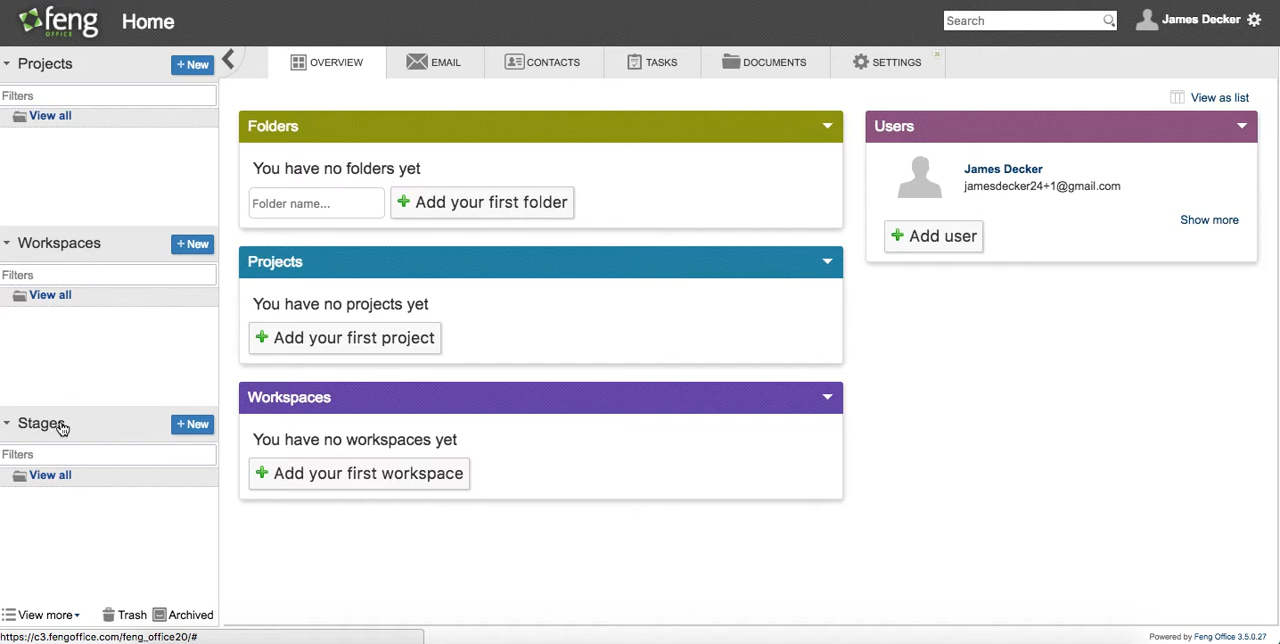 feng
OFFICE
Home
Search
James Decker
Projects
+ New
Filters
View all
Workspaces
+ New
Filters
View all
Stages
+ New
Filters
View all
View more
Trash
Archived
https://c3.fengoffice.com/feng_office20/#
OVERVIEW
EMAIL
CONTACTS
TASKS
DOCUMENTS
SETTINGS
View as list
Folders
You have no folders yet
Folder name...
Add your first folder
Projects
You have no projects yet
Add your first project
Workspaces
You have no workspaces yet
Add your first workspace
Users
James Decker
jamesdecker24+1@gmail.com
Show more
Add user
Powered by Feng Office 3.5.0.27